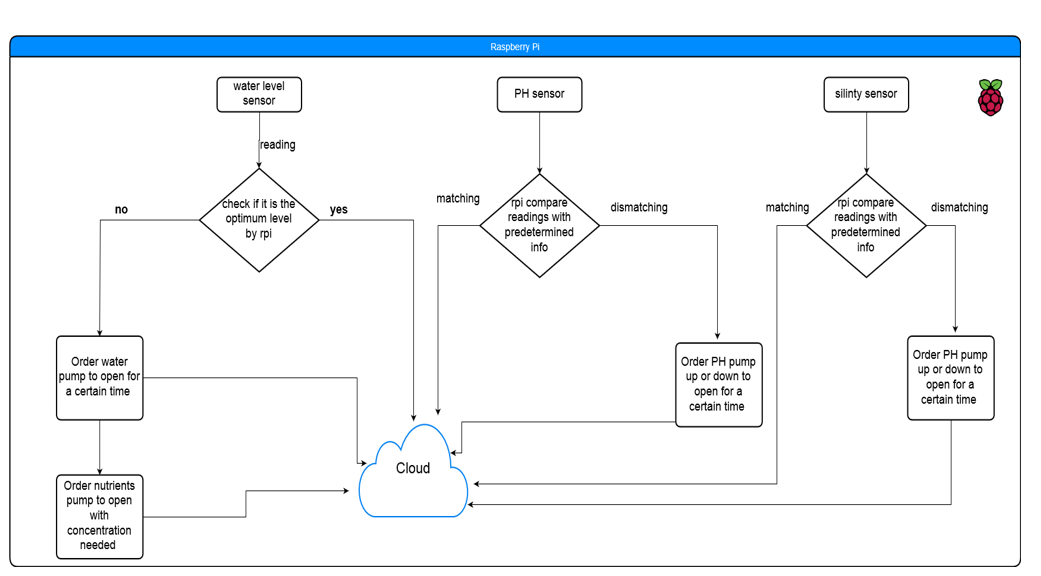 Raspberry Pi
water level
sensor
PH sensor
silinty sensor
reading
check if it is the
optimum level
by rpi
no
yes
matching
rpi compare
readings with
predetermined
info
dismatching
matching
rpi compare
readings with
predetermined
info
dismatching
Order water
pump to open for
a certain time
Order PH pump
up or down to
open for a
certain time
Order PH pump
up or down to
open for a
certain time
Cloud
Order nutrients
pump to open
with
concentration
needed